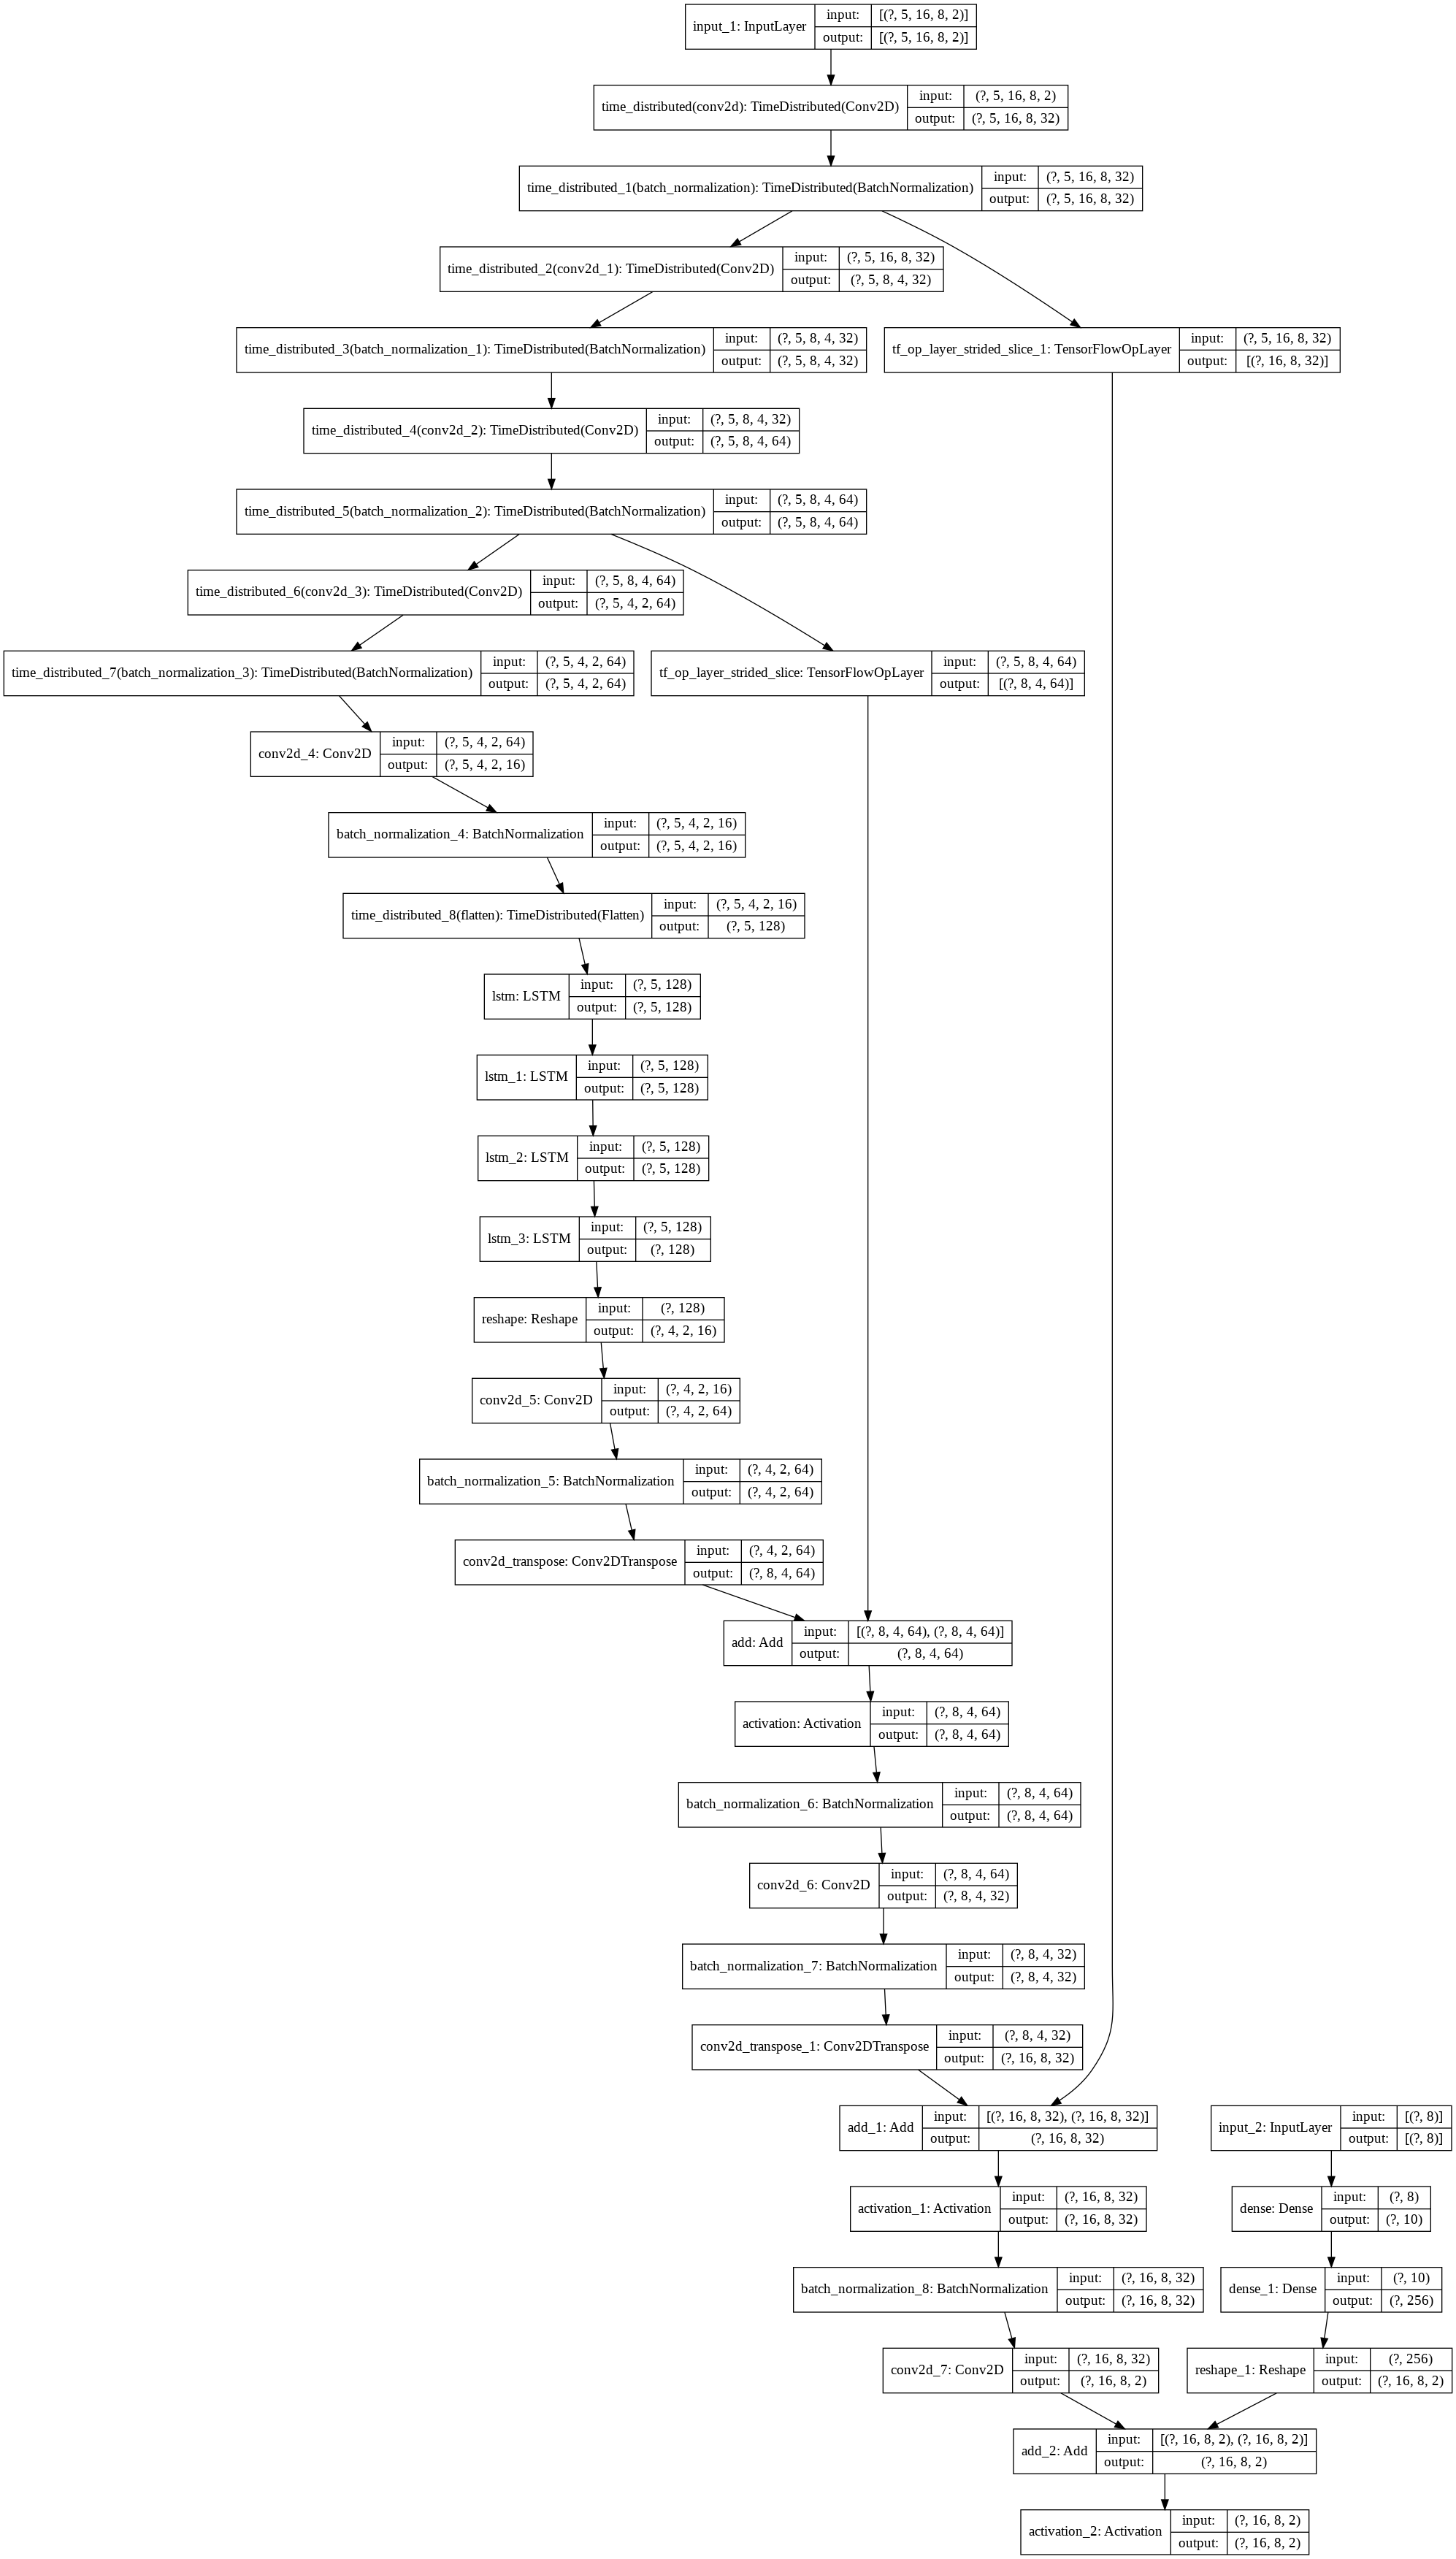 input_1: InputLayer
input: [(?, 5, 16, 8, 2)]
output: [(?, 5, 16, 8, 2)]
time_distributed(conv2d): TimeDistributed(Conv2D)
input: (?, 5, 16, 8, 2)
output: (?, 5, 16, 8, 32)
time_distributed_1(batch_normalization): TimeDistributed(BatchNormalization)
input: (?, 5, 16, 8, 32)
output: (?, 5, 16, 8, 32)
time_distributed_2(conv2d_1): TimeDistributed(Conv2D)
input: (?, 5, 16, 8, 32)
output: (?, 5, 8, 4, 32)
time_distributed_3(batch_normalization_1): TimeDistributed(BatchNormalization)
input: (?, 5, 8, 4, 32)
output: (?, 5, 8, 4, 32)
tf_op_layer_strided_slice_1: TensorFlowOpLayer
input: (?, 5, 16, 8, 32)
output: [(?, 16, 8, 32)]
time_distributed_4(conv2d_2): TimeDistributed(Conv2D)
input: (?, 5, 8, 4, 32)
output: (?, 5, 8, 4, 64)
time_distributed_5(batch_normalization_2): TimeDistributed(BatchNormalization)
input: (?, 5, 8, 4, 64)
output: (?, 5, 8, 4, 64)
time_distributed_6(conv2d_3): TimeDistributed(Conv2D)
input: (?, 5, 8, 4, 64)
output: (?, 5, 4, 2, 64)
time_distributed_7(batch_normalization_3): TimeDistributed(BatchNormalization)
input: (?, 5, 4, 2, 64)
output: (?, 5, 4, 2, 64)
tf_op_layer_strided_slice: TensorFlowOpLayer
input: (?, 5, 8, 4, 64)
output: [(?, 8, 4, 64)]
conv2d_4: Conv2D
input: (?, 5, 4, 2, 64)
output: (?, 5, 4, 2, 16)
batch_normalization_4: BatchNormalization
input: (?, 5, 4, 2, 16)
output: (?, 5, 4, 2, 16)
time_distributed_8(flatten): TimeDistributed(Flatten)
input: (?, 5, 4, 2, 16)
output: (?, 5, 128)
lstm: LSTM
input: (?, 5, 128)
output: (?, 5, 128)
lstm_1: LSTM
input: (?, 5, 128)
output: (?, 5, 128)
lstm_2: LSTM
input: (?, 5, 128)
output: (?, 5, 128)
lstm_3: LSTM
input: (?, 5, 128)
output: (?, 128)
reshape: Reshape
input: (?, 128)
output: (?, 4, 2, 16)
conv2d_5: Conv2D
input: (?, 4, 2, 16)
output: (?, 4, 2, 64)
batch_normalization_5: BatchNormalization
input: (?, 4, 2, 64)
output: (?, 4, 2, 64)
conv2d_transpose: Conv2DTranspose
input: (?, 4, 2, 64)
output: (?, 8, 4, 64)
add: Add
input: [(?, 8, 4, 64), (?, 8, 4, 64)]
output: (?, 8, 4, 64)
activation: Activation
input: (?, 8, 4, 64)
output: (?, 8, 4, 64)
batch_normalization_6: BatchNormalization
input: (?, 8, 4, 64)
output: (?, 8, 4, 64)
conv2d_6: Conv2D
input: (?, 8, 4, 64)
output: (?, 8, 4, 32)
batch_normalization_7: BatchNormalization
input: (?, 8, 4, 32)
output: (?, 8, 4, 32)
conv2d_transpose_1: Conv2DTranspose
input: (?, 8, 4, 32)
output: (?, 16, 8, 32)
add_1: Add
input: [(?, 16, 8, 32), (?, 16, 8, 32)]
output: (?, 16, 8, 32)
input_2: InputLayer
input: [(?, 8)]
output: [(?, 8)]
activation_1: Activation
input: (?, 16, 8, 32)
output: (?, 16, 8, 32)
dense: Dense
input: (?, 8)
output: (?, 10)
batch_normalization_8: BatchNormalization
input: (?, 16, 8, 32)
output: (?, 16, 8, 32)
dense_1: Dense
input: (?, 10)
output: (?, 256)
conv2d_7: Conv2D
input: (?, 16, 8, 32)
output: (?, 16, 8, 2)
reshape_1: Reshape
input: (?, 256)
output: (?, 16, 8, 2)
add_2: Add
input: [(?, 16, 8, 2), (?, 16, 8, 2)]
output: (?, 16, 8, 2)
activation_2: Activation
input: (?, 16, 8, 2)
output: (?, 16, 8, 2)